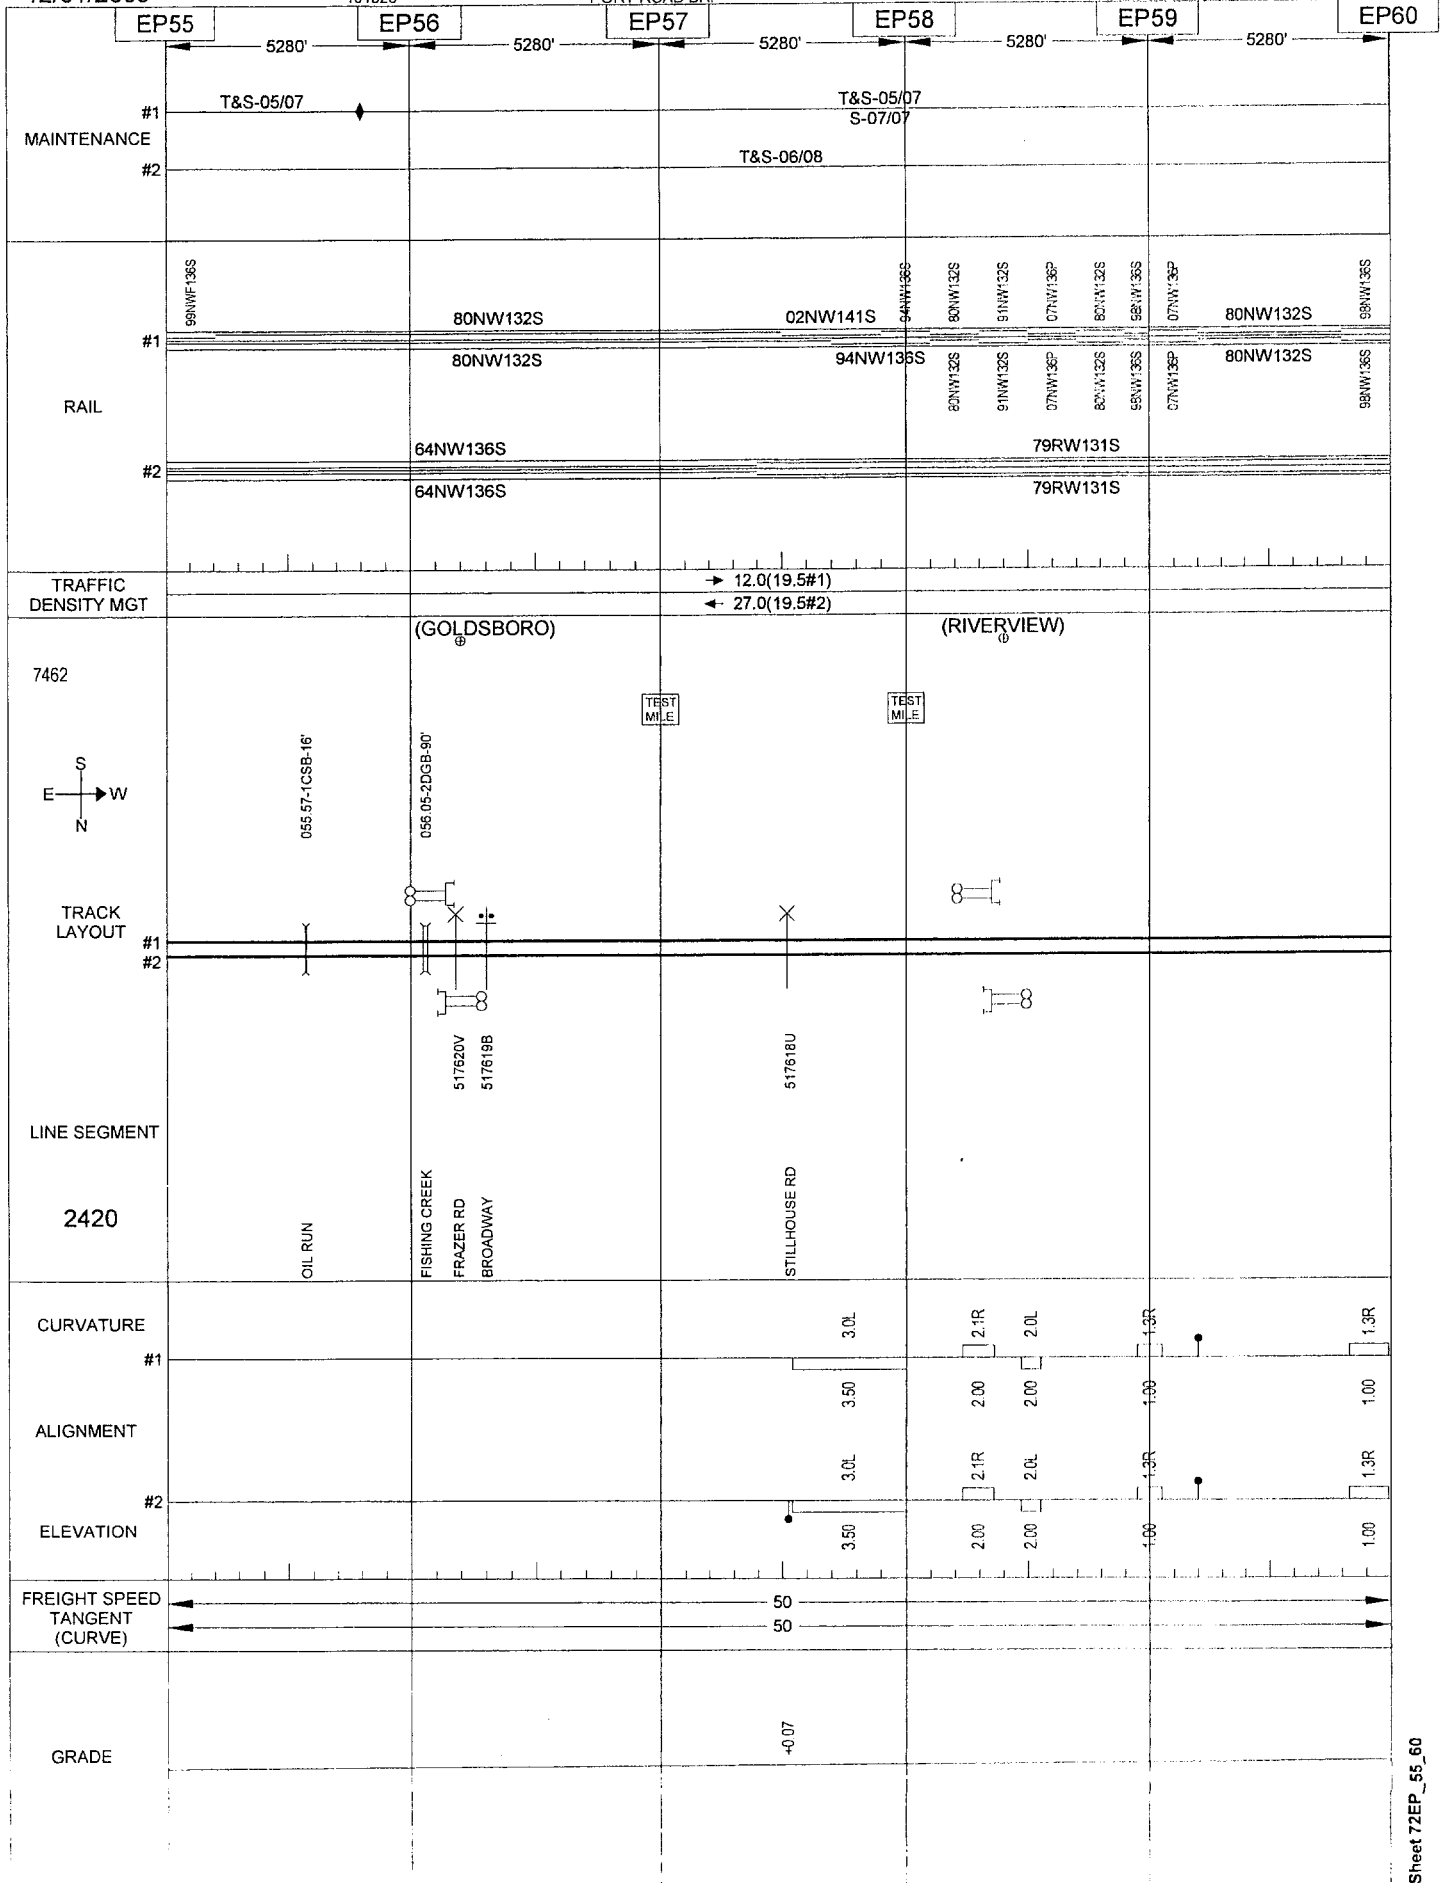 EP55 EP56 EP57 EP58 EP59 EP60
5280' 5280' 5280' 5280' 5280'
MAINTENANCE
#1 T&S-05/07 T&S-05/07
S-07/07
#2 T&S-06/08
RAIL
99NWF136S 94NW136S 80NW132S 91NW132S 07NW136P 80NW132S 98NW136S 07NW136P 98NW136S
80NW132S 02NW141S 80NW132S
#1
80NW132S 94NW136S 80NW132S
80NW132S 91NW132S 07NW136P 80NW132S 98NW136S 07NW136P 98NW136S
64NW136S 79RW131S
#2
64NW136S 79RW131S
TRAFFIC
DENSITY MGT
12.0(19.5#1)
27.0(19.5#2)
(GOLDSBORO) (RIVERVIEW)
7462
TEST
MILE
TEST
MILE
S
E W
N
055.57-1CSB-16'
056.05-2DGB-90'
TRACK
LAYOUT
#1
#2
517620V
517619B
517618U
LINE SEGMENT
2420
OIL RUN
FISHING CREEK
FRAZER RD
BROADWAY
STILLHOUSE RD
CURVATURE
3.0L 2.1R 2.0L 1.3R 1.3R
#1
3.50 2.00 2.00 1.00 1.00
ALIGNMENT
3.0L 2.1R 2.0L 1.3R 1.3R
#2
ELEVATION
3.50 2.00 2.00 1.00 1.00
FREIGHT SPEED
TANGENT
(CURVE)
50
50
GRADE
+0.07
Sheet 72EP_55_60